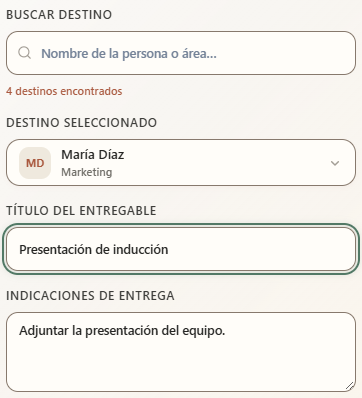 BUSCAR DESTINO
Nombre de la persona o área...
4 destinos encontrados
DESTINO SELECCIONADO
MD
María Díaz
Marketing
TÍTULO DEL ENTREGABLE
Presentación de inducción
INDICACIONES DE ENTREGA
Adjuntar la presentación del equipo.